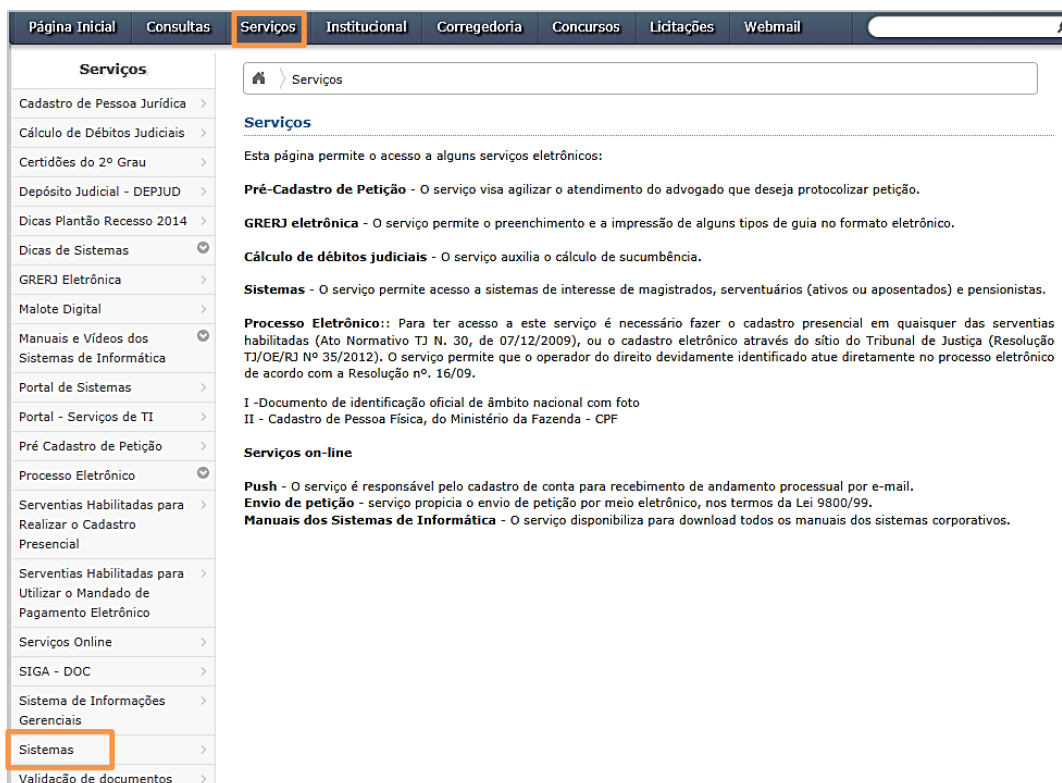 Página Inicial Consultas Serviços Institucional Corregedoria Concursos Licitações Webmail
Serviços
Cadastro de Pessoa Jurídica
Cálculo de Débitos Judiciais
Certidões do 2º Grau
Depósito Judicial - DEPJUD
Dicas Plantão Recesso 2014
Dicas de Sistemas
GRERJ Eletrônica
Malote Digital
Manuais e Vídeos dos
Sistemas de Informática
Portal de Sistemas
Portal - Serviços de TI
Pré Cadastro de Petição
Processo Eletrônico
Serventias Habilitadas para
Realizar o Cadastro
Presencial
Serventias Habilitadas para
Utilizar o Mandado de
Pagamento Eletrônico
Serviços Online
SIGA - DOC
Sistema de Informações
Gerenciais
Sistemas
Validação de documentos
Serviços
Serviços
Esta página permite o acesso a alguns serviços eletrônicos:
Pré-Cadastro de Petição - O serviço visa agilizar o atendimento do advogado que deseja protocolizar petição.
GRERJ eletrônica - O serviço permite o preenchimento e a impressão de alguns tipos de guia no formato eletrônico.
Cálculo de débitos judiciais - O serviço auxilia o cálculo de sucumbência.
Sistemas - O serviço permite acesso a sistemas de interesse de magistrados, serventuários (ativos ou aposentados) e pensionistas.
Processo Eletrônico:: Para ter acesso a este serviço é necessário fazer o cadastro presencial em quaisquer das serventias
habilitadas (Ato Normativo TJ N. 30, de 07/12/2009), ou o cadastro eletrônico através do sítio do Tribunal de Justiça (Resolução
TJ/OE/RJ Nº 35/2012). O serviço permite que o operador do direito devidamente identificado atue diretamente no processo eletrônico
de acordo com a Resolução nº. 16/09.
I -Documento de identificação oficial de âmbito nacional com foto
II - Cadastro de Pessoa Física, do Ministério da Fazenda - CPF
Serviços on-line
Push - O serviço é responsável pelo cadastro de conta para recebimento de andamento processual por e-mail.
Envio de petição - serviço propicia o envio de petição por meio eletrônico, nos termos da Lei 9800/99.
Manuais dos Sistemas de Informática - O serviço disponibiliza para download todos os manuais dos sistemas corporativos.